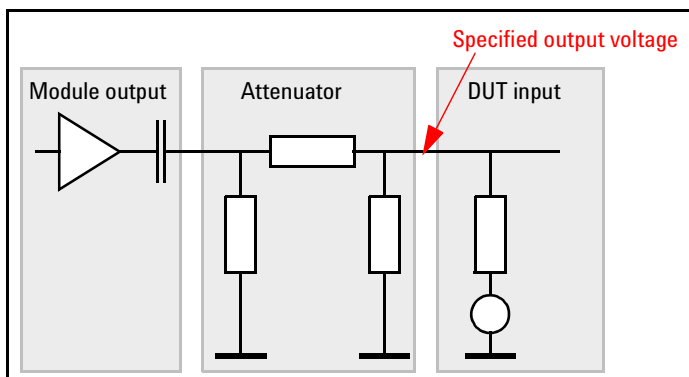 Specified output voltage
Module output
Attenuator
DUT input